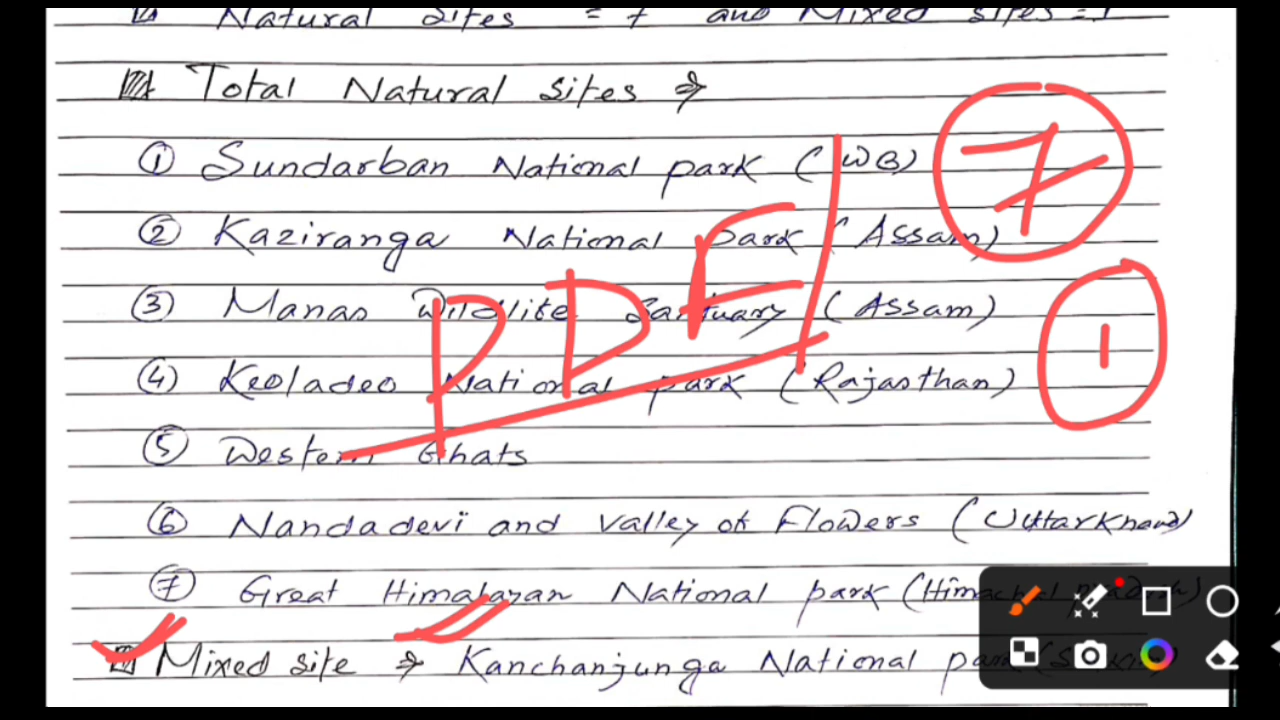 Natural Sites = 7 and Mixed Sites = 1
Total Natural Sites ⇒
① Sundarban National park (WB)
7
② Kaziranga National park (Assam)
③ Manas Wildlife Santuary (Assam)
PDF
1
④ Keoladeo National park (Rajasthan)
⑤ Western Ghats
⑥ Nandadevi and Valley of Flowers (Uttarkhand)
⑦ Great Himalayan National park (Himachal
Mixed site ⇒ Kanchanjunga National park